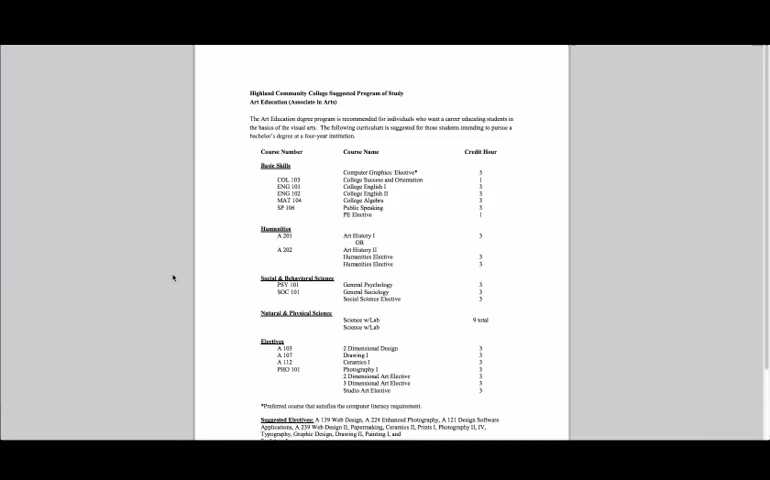 Highland Community College Suggested Program of Study
Art Education (Associate in Arts)
The Art Education degree program is recommended for individuals who want a career educating students in
the basics of the visual arts. The following curriculum is suggested for those students intending to pursue a
bachelor's degree at a four-year institution.
Course Number Course Name Credit Hour
Basic Skills
Computer Graphics: Elective* 3
COL 103 College Success and Orientation 1
ENG 101 College English I 3
ENG 102 College English II 3
MAT 104 College Algebra 3
SP 106 Public Speaking 3
PE Elective 1
Humanities
A 201 Art History I 3
OR
A 202 Art History II
Humanities Elective 3
Humanities Elective 3
Social & Behavioral Science
PSY 101 General Psychology 3
SOC 101 General Sociology 3
Social Science Elective 3
Natural & Physical Science
Science w/Lab 9 total
Science w/Lab
Electives
A 103 2 Dimensional Design 3
A 107 Drawing I 3
A 112 Ceramics I 3
PHO 101 Photography I 3
2 Dimensional Art Elective 3
3 Dimensional Art Elective 3
Studio Art Elective 3
*Preferred course that satisfies the computer literacy requirement.
Suggested Electives: A 139 Web Design, A 224 Enhanced Photography, A 121 Design Software
Applications, A 239 Web Design II, Papermaking, Ceramics II, Prints I, Photography II, IV,
Typography, Graphic Design, Drawing II, Painting I, and